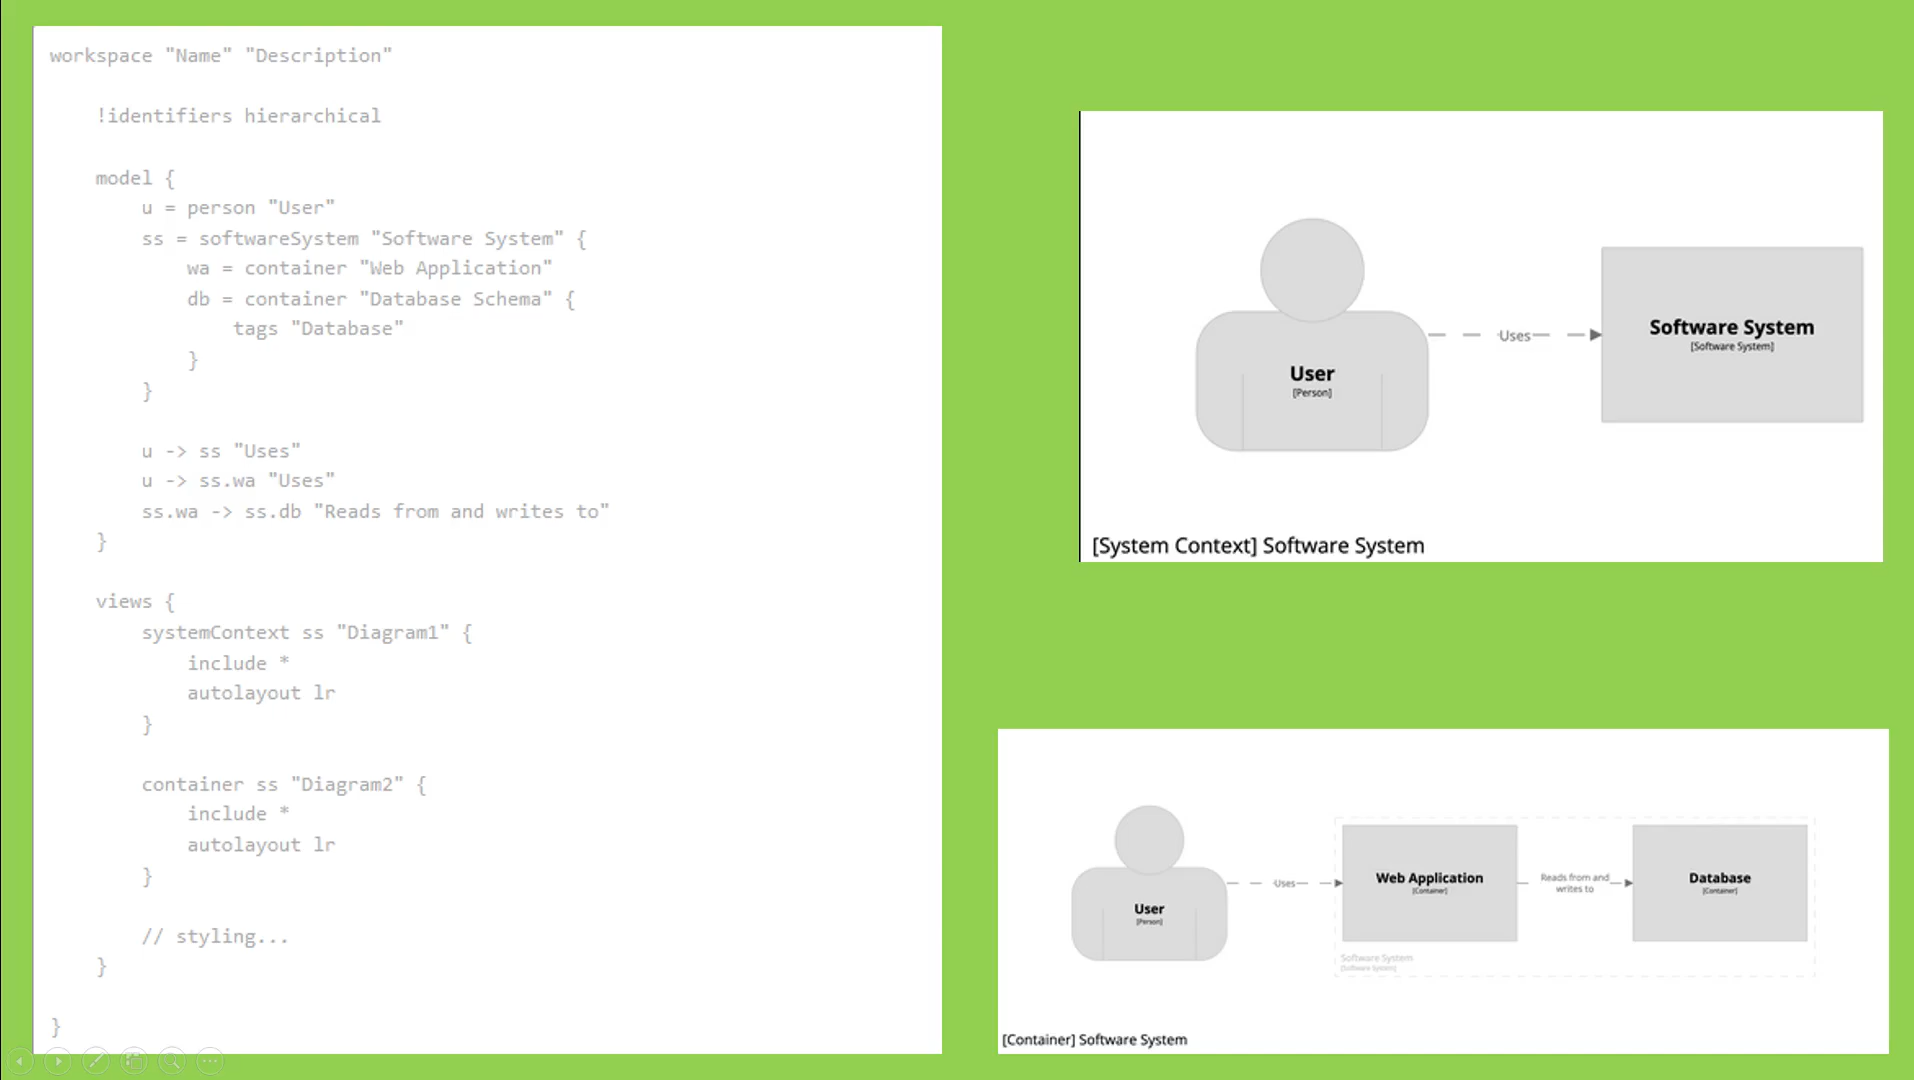 workspace "Name" "Description"
!identifiers hierarchical
model {
u = person "User"
ss = softwareSystem "Software System" {
wa = container "Web Application"
db = container "Database Schema" {
tags "Database"
}
}
u -> ss "Uses"
u -> ss.wa "Uses"
ss.wa -> ss.db "Reads from and writes to"
}
views {
systemContext ss "Diagram1" {
include *
autolayout lr
}
container ss "Diagram2" {
include *
autolayout lr
}
// styling...
}
}
User
[Person]
Uses
Software System
[Software System]
[System Context] Software System
User
[Person]
Uses
Web Application
[Container]
Reads from and
writes to
Database
[Container]
Software System
[Software System]
[Container] Software System